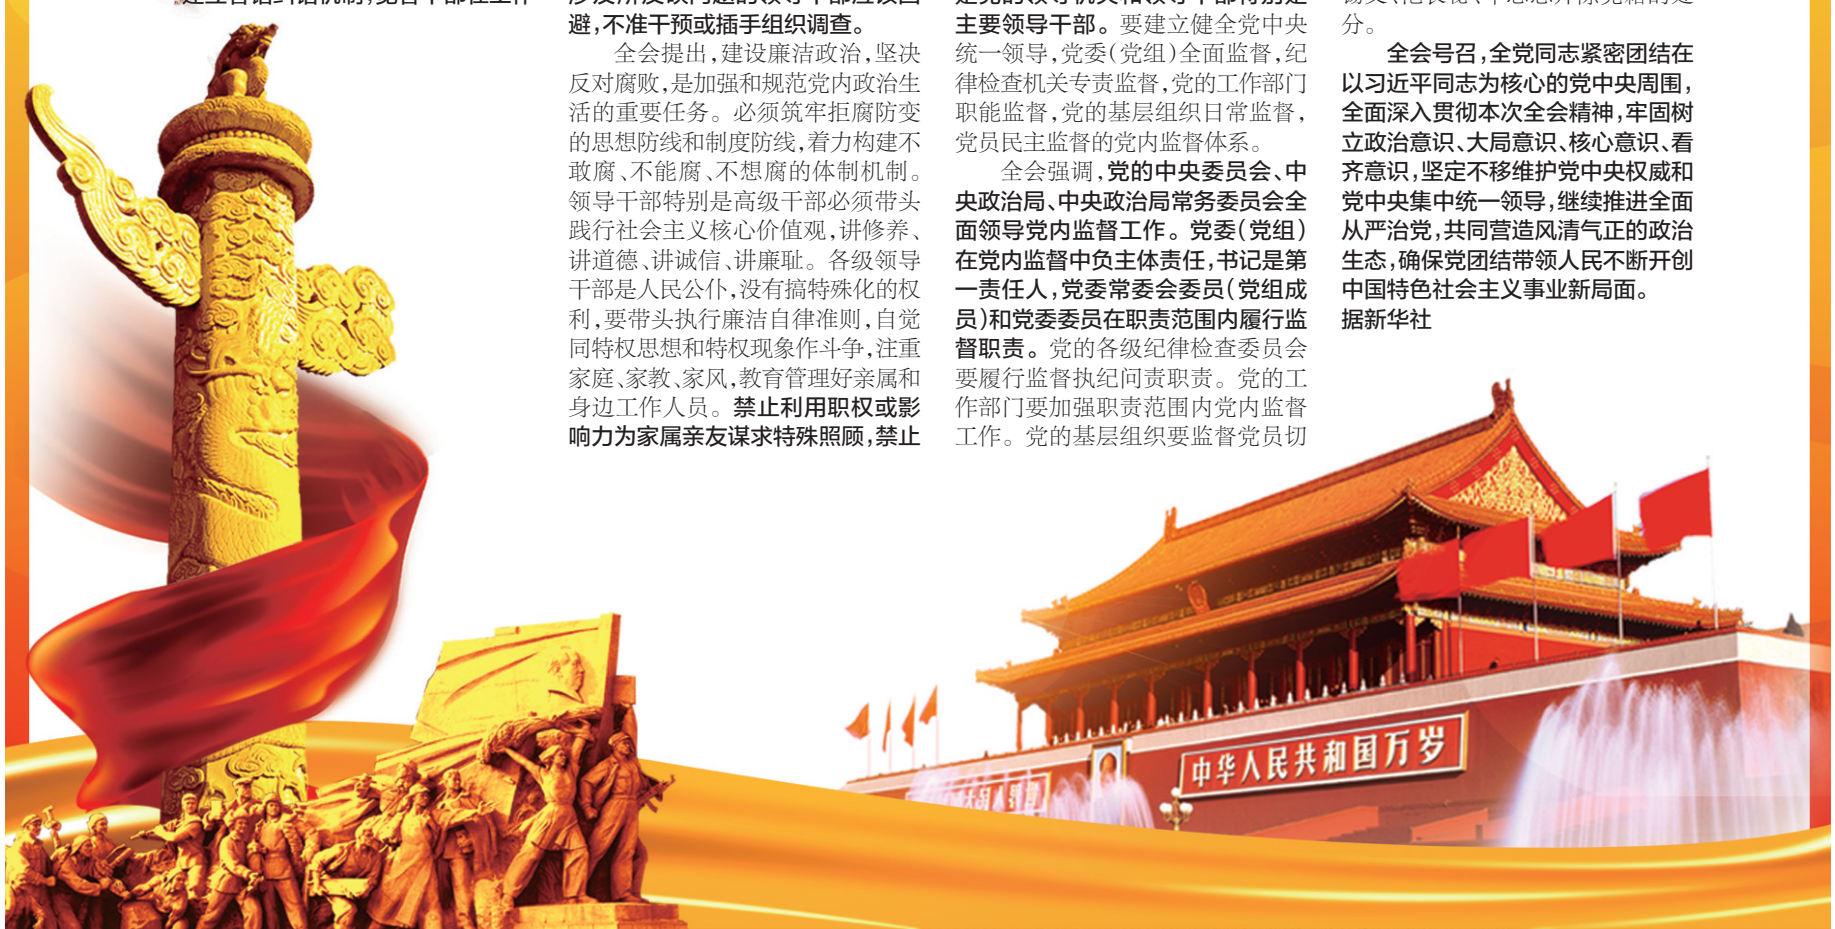 避,不准干预或插手组织调查。
全会提出,建设廉洁政治,坚决
反对腐败,是加强和规范党内政治生
活的重要任务。必须筑牢拒腐防变
的思想防线和制度防线,着力构建不
敢腐、不能腐、不想腐的体制机制。
领导干部特别是高级干部必须带头
践行社会主义核心价值观,讲修养、
讲道德、讲诚信、讲廉耻。各级领导
干部是人民公仆,没有搞特殊化的权
利,要带头执行廉洁自律准则,自觉
同特权思想和特权现象作斗争,注重
家庭、家教、家风,教育管理好亲属和
身边工作人员。禁止利用职权或影
响力为家属亲友谋求特殊照顾,禁止
是党的领导机关和领导干部特别是
主要领导干部。要建立健全党中央
统一领导,党委(党组)全面监督,纪
律检查机关专责监督,党的工作部门
职能监督,党的基层组织日常监督,
党员民主监督的党内监督体系。
全会强调,党的中央委员会、中
央政治局、中央政治局常务委员会全
面领导党内监督工作。党委(党组)
在党内监督中负主体责任,书记是第
一责任人,党委常委会委员(党组成
员)和党委委员在职责范围内履行监
督职责。党的各级纪律检查委员会
要履行监督执纪问责职责。党的工
作部门要加强职责范围内党内监督
工作。党的基层组织要监督党员切
分。
全会号召,全党同志紧密团结在
以习近平同志为核心的党中央周围,
全面深入贯彻本次全会精神,牢固树
立政治意识、大局意识、核心意识、看
齐意识,坚定不移维护党中央权威和
党中央集中统一领导,继续推进全面
从严治党,共同营造风清气正的政治
生态,确保党团结带领人民不断开创
中国特色社会主义事业新局面。
据新华社
中华人民共和国万岁